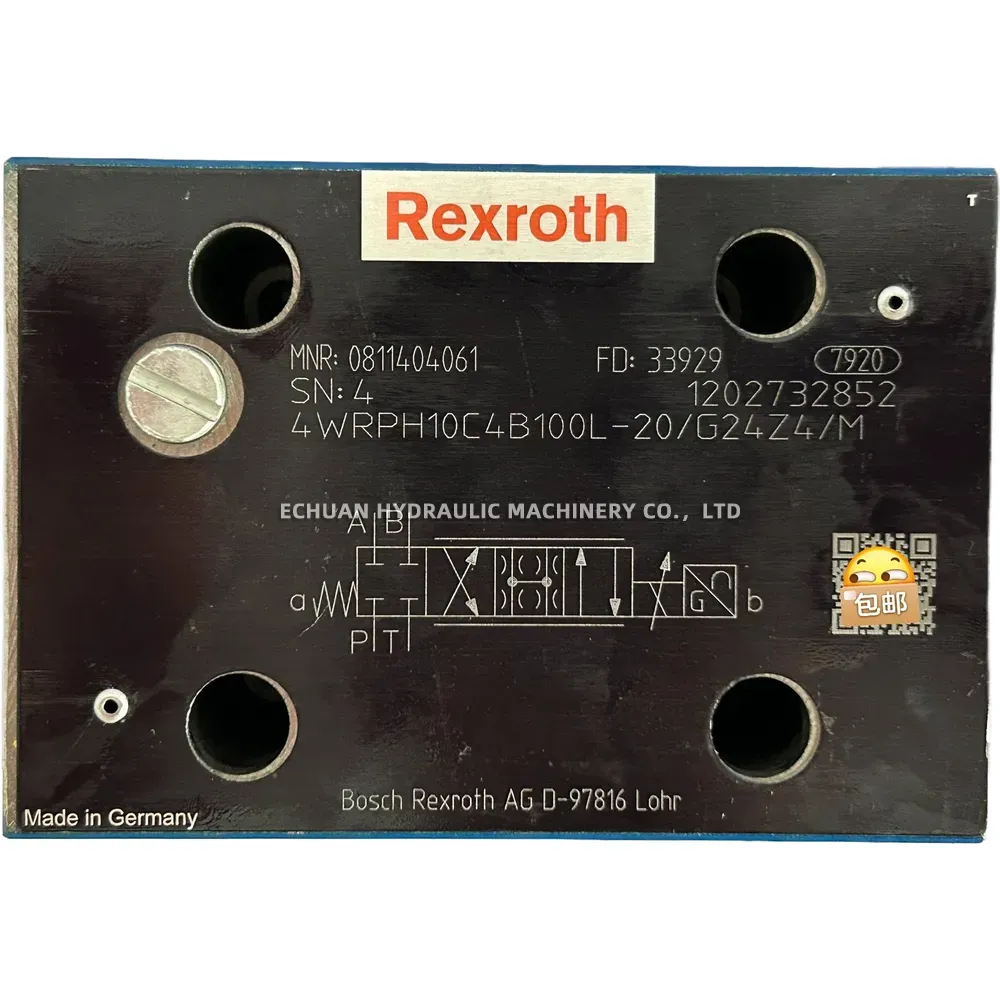 Rexroth
T
MNR: 0811404061 FD: 33929 7920
SN: 4 1202732852
4WRPH10C4B100L-20/G24Z4/M
ECHUAN HYDRAULIC MACHINERY CO., LTD
A B
a G b
包邮
P T
Bosch Rexroth AG D-97816 Lohr
Made in Germany